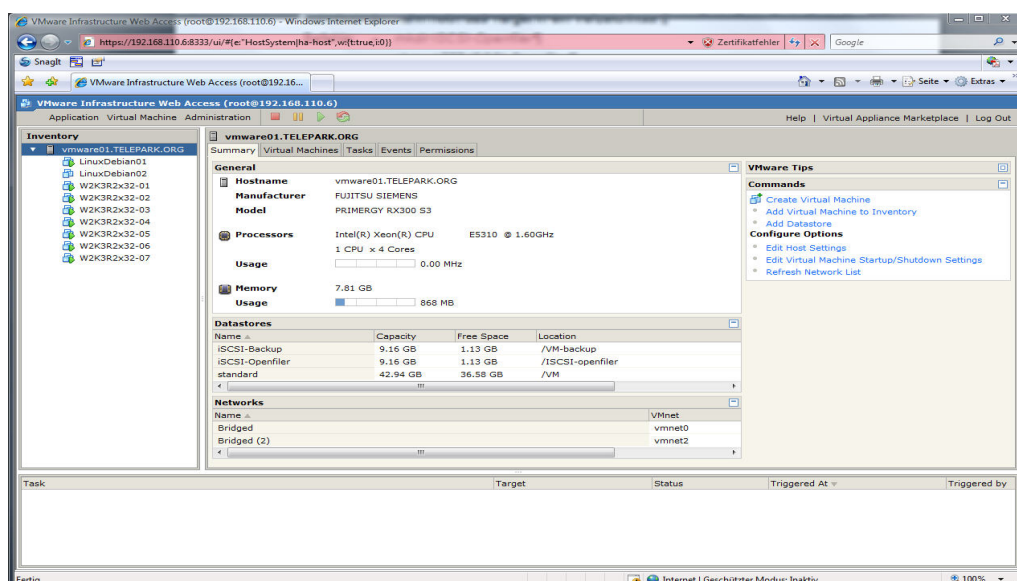 VMware Infrastructure Web Access (root@192.168.110.6) - Windows Internet Explorer
https://192.168.110.6:8333/ui/#{e:"HostSystem|ha-host",w:{t:true,i:0}}
Zertifikatfehler
Google
SnagIt
VMware Infrastructure Web Access (root@192.16...
Seite
Extras
VMware Infrastructure Web Access (root@192.168.110.6)
Application Virtual Machine Administration
Help | Virtual Appliance Marketplace | Log Out
Inventory
vmware01.TELEPARK.ORG
LinuxDebian01
LinuxDebian02
W2K3R2x32-01
W2K3R2x32-02
W2K3R2x32-03
W2K3R2x32-04
W2K3R2x32-05
W2K3R2x32-06
W2K3R2x32-07
vmware01.TELEPARK.ORG
Summary Virtual Machines Tasks Events Permissions
General
Hostname vmware01.TELEPARK.ORG
Manufacturer FUJITSU SIEMENS
Model PRIMERGY RX300 S3
Processors Intel(R) Xeon(R) CPU E5310 @ 1.60GHz
1 CPU x 4 Cores
Usage 0.00 MHz
Memory 7.81 GB
Usage 868 MB
Datastores
Name Capacity Free Space Location
iSCSI-Backup 9.16 GB 1.13 GB /VM-backup
iSCSI-Openfiler 9.16 GB 1.13 GB /ISCSI-openfiler
standard 42.94 GB 36.58 GB /VM
Networks
Name VMnet
Bridged vmnet0
Bridged (2) vmnet2
VMware Tips
Commands
Create Virtual Machine
Add Virtual Machine to Inventory
Add Datastore
Configure Options
Edit Host Settings
Edit Virtual Machine Startup/Shutdown Settings
Refresh Network List
Task Target Status Triggered At Triggered by
Fertig
Internet | Geschützter Modus: Inaktiv
100%